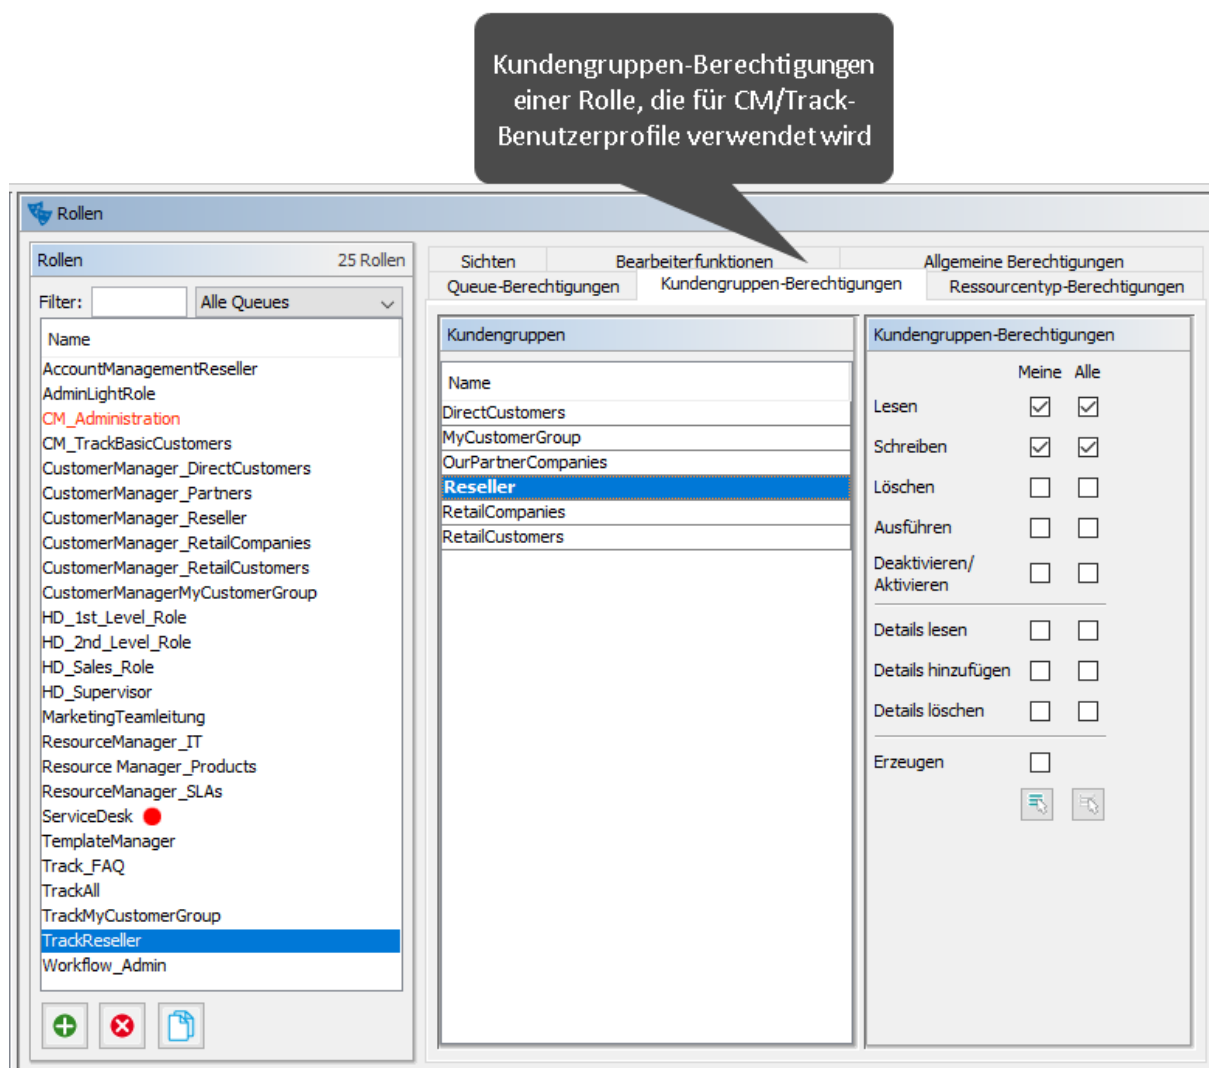 Kundengruppen-Berechtigungen
einer Rolle, die für CM/Track-
Benutzerprofile verwendet wird
Rollen
Rollen 25 Rollen
Filter: Alle Queues
Name
AccountManagementReseller
AdminLightRole
CM_Administration
CM_TrackBasicCustomers
CustomerManager_DirectCustomers
CustomerManager_Partners
CustomerManager_Reseller
CustomerManager_RetailCompanies
CustomerManager_RetailCustomers
CustomerManagerMyCustomerGroup
HD_1st_Level_Role
HD_2nd_Level_Role
HD_Sales_Role
HD_Supervisor
MarketingTeamleitung
ResourceManager_IT
Resource Manager_Products
ResourceManager_SLAs
ServiceDesk
TemplateManager
Track_FAQ
TrackAll
TrackMyCustomerGroup
TrackReseller
Workflow_Admin
Sichten Bearbeiterfunktionen Allgemeine Berechtigungen
Queue-Berechtigungen Kundengruppen-Berechtigungen Ressourcentyp-Berechtigungen
Kundengruppen
Name
DirectCustomers
MyCustomerGroup
OurPartnerCompanies
Reseller
RetailCompanies
RetailCustomers
Kundengruppen-Berechtigungen
Meine Alle
Lesen
Schreiben
Löschen
Ausführen
Deaktivieren/
Aktivieren
Details lesen
Details hinzufügen
Details löschen
Erzeugen